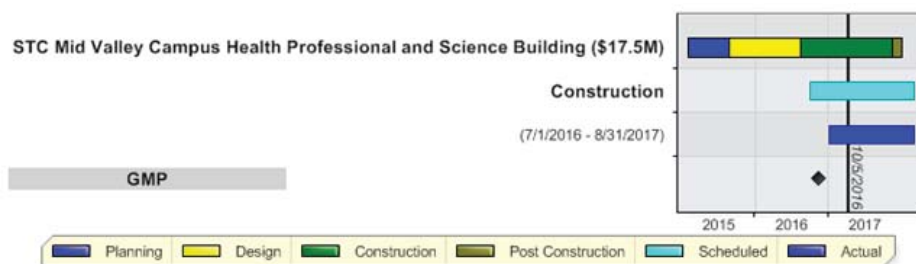 STC Mid Valley Campus Health Professional and Science Building ($17.5M)
Construction
(7/1/2016 - 8/31/2017)
GMP
10/5/2016
2015 2016 2017
Planning Design Construction Post Construction Scheduled Actual